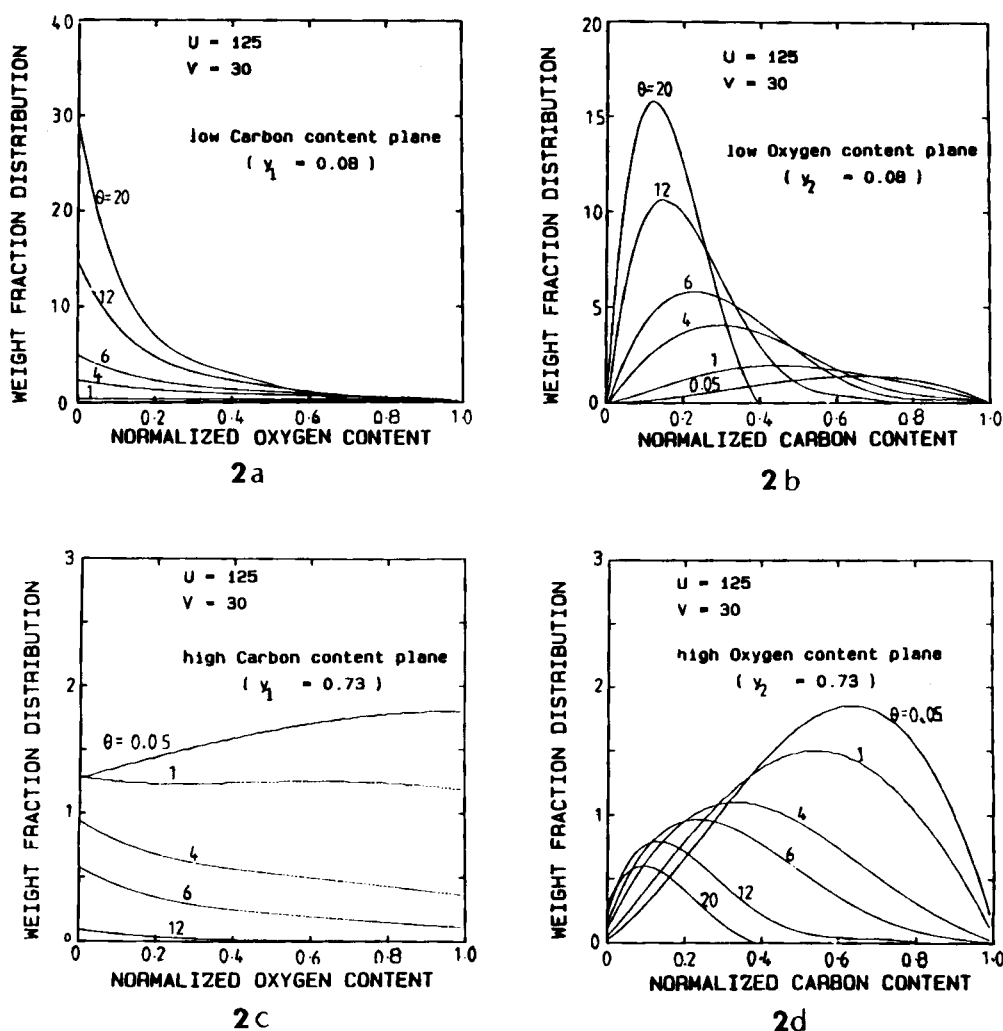 WEIGHT FRACTION DISTRIBUTION
40
30
20
10
0
U = 125
V = 30
low Carbon content plane
( y1 = 0.08 )
θ=20
12
6
4
1
0
0.2
0.4
0.6
0.8
1.0
NORMALIZED OXYGEN CONTENT
2a
WEIGHT FRACTION DISTRIBUTION
20
15
10
5
0
U = 125
V = 30
low Oxygen content plane
( y2 = 0.08 )
θ=20
12
6
4
1
0.05
0
0.2
0.4
0.6
0.8
1.0
NORMALIZED CARBON CONTENT
2b
WEIGHT FRACTION DISTRIBUTION
3
2
1
0
U = 125
V = 30
high Carbon content plane
( y1 = 0.73 )
θ= 0.05
1
4
6
12
0
0.2
0.4
0.6
0.8
1.0
NORMALIZED OXYGEN CONTENT
2c
WEIGHT FRACTION DISTRIBUTION
3
2
1
0
U = 125
V = 30
high Oxygen content plane
( y2 = 0.73 )
θ=0.05
1
4
6
12
20
0
0.2
0.4
0.6
0.8
1.0
NORMALIZED CARBON CONTENT
2d